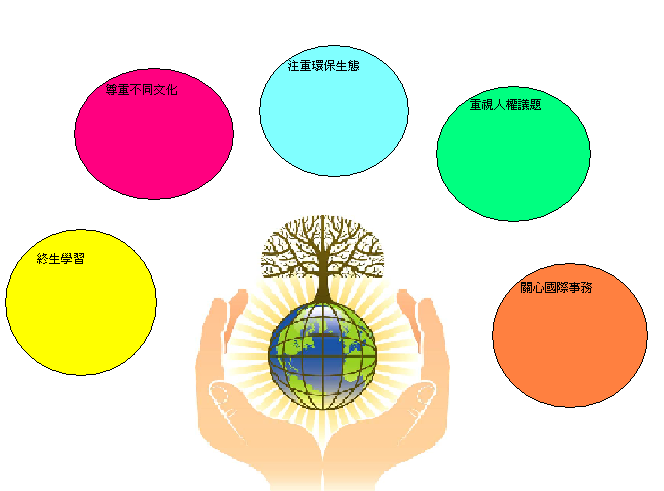 注重環保生態
尊重不同文化
重視人權議題
終生學習
關心國際事務